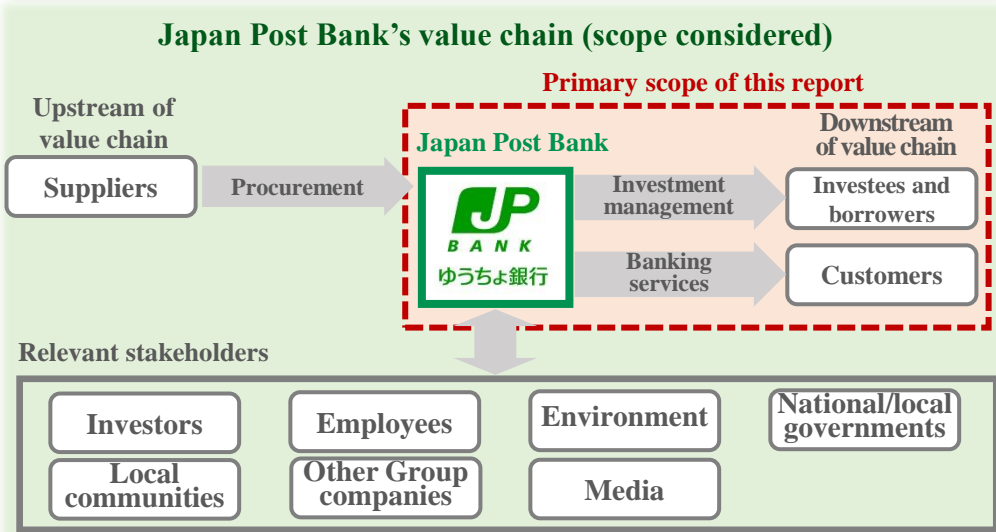 Japan Post Bank’s value chain (scope considered)
Primary scope of this report
Upstream of
value chain
Suppliers
Procurement
Japan Post Bank
JP
BANK
ゆうちょ銀行
Investment
management
Banking
services
Downstream
of value chain
Investees and
borrowers
Customers
Relevant stakeholders
Investors
Employees
Environment
National/local
governments
Local
communities
Other Group
companies
Media